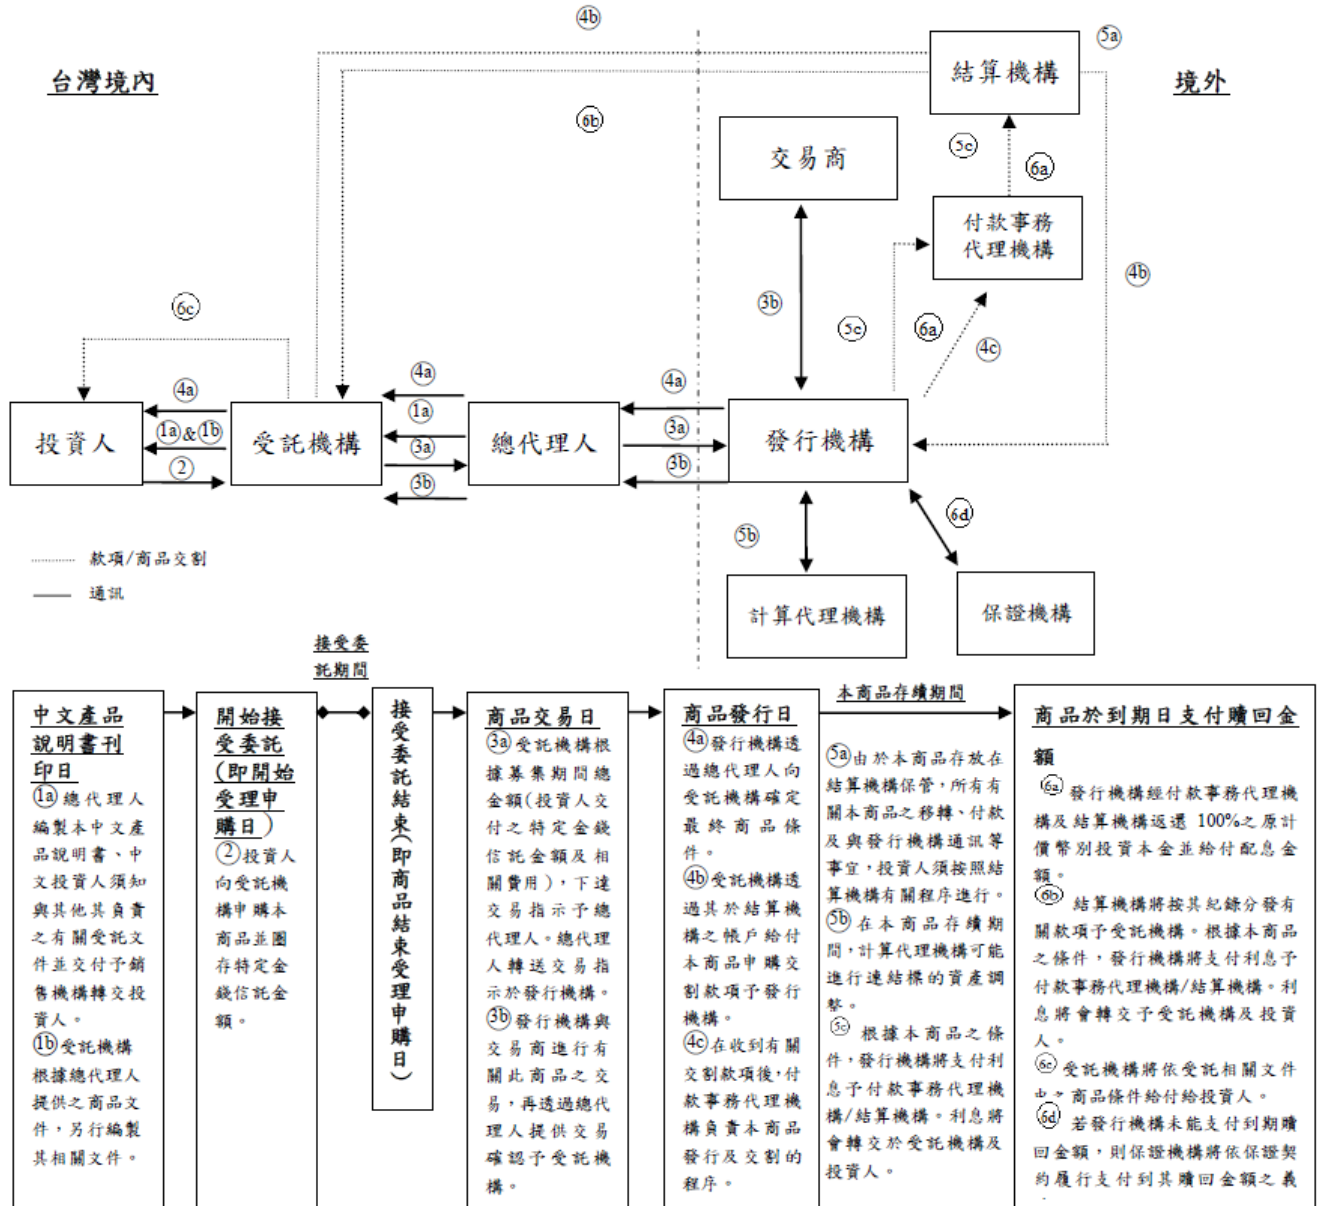 4b
5a
台灣境內
結算機構
境外
6b
交易商
5c
6a
付款事務
代理機構
4b
6c
3b
5c
6a
4c
4a
4a
4a
投資人
1a&1b
受託機構
1a
總代理人
3a
發行機構
3a
2
3b
3b
6d
5b
款項/商品交割
通訊
計算代理機構
保證機構
接受委
託期間
中文產品
說明書刊
印日
1a總代理人
編製本中文產
品說明書、中
文投資人須知
與其他其負責
之有關受託文
件並交付予銷
售機構轉交投
資人。
1b受託機構
根據總代理人
提供之商品文
件，另行編製
其相關文件。
開始接
受委託
(即開始
受理申
購日)
2投資人
向受託機
構申購本
商品並圈
存特定金
錢信託金
額。
接受委託結束(即商品結束受理申購日)
商品交易日
3a受託機構根
據募集期間總
金額(投資人交
付之特定金錢
信託金額及相
關費用)，下達
交易指示予總
代理人。總代理
人轉送交易指
示於發行機構。
3b發行機構與
交易商進行有
關此商品之交
易，再透過總代
理人提供交易
確認予受託機
構。
商品發行日
4a發行機構透
過總代理人向
受託機構確定
最終商品條
件。
4b受託機構透
過其於結算機
構之帳戶給付
本商品申購交
割款項予發行
機構。
4c在收到有關
交割款項後，付
款事務代理機
構負責本商品
發行及交割的
程序。
本商品存續期間
5a由於本商品存放在
結算機構保管，所有有
關本商品之移轉、付款
及與發行機構通訊等
事宜，投資人須按照結
算機構有關程序進行。
5b在本商品存續期
間，計算代理機構可能
進行連結標的資產調
整。
5c 根據本商品之條
件，發行機構將支付利
息予付款事務代理機
構/結算機構。利息將
會轉交於受託機構及
投資人。
商品於到期日支付贖回金
額
6a發行機構經付款事務代理機
構及結算機構返還 100%之原計
價幣別投資本金並給付配息金
額。
6b 結算機構將按其紀錄分發有
關款項予受託機構。根據本商品
之條件，發行機構將支付利息予
付款事務代理機構/結算機構。利
息將會轉交予受託機構及投資
人。
6c受託機構將依受託相關文件
商品條件給付給投資人。
6d 若發行機構未能支付到期贖
回金額，則保證機構將依保證契
約履行支付到其贖回金額之義